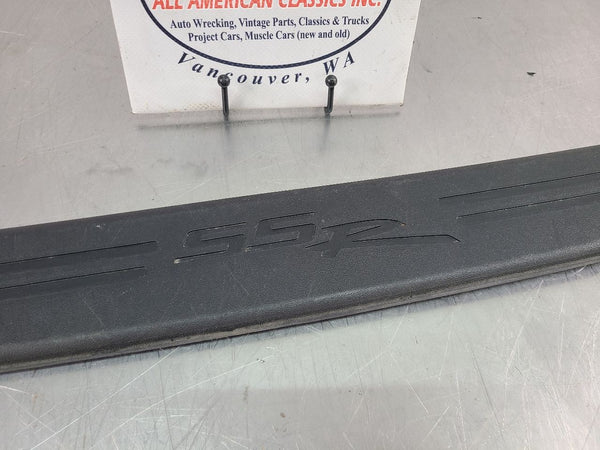 ALL AMERICAN CLASSICS INC.
Auto Wrecking, Vintage Parts, Classics & Trucks
Project Cars, Muscle Cars (new and old)
Vancouver, WA
SSR